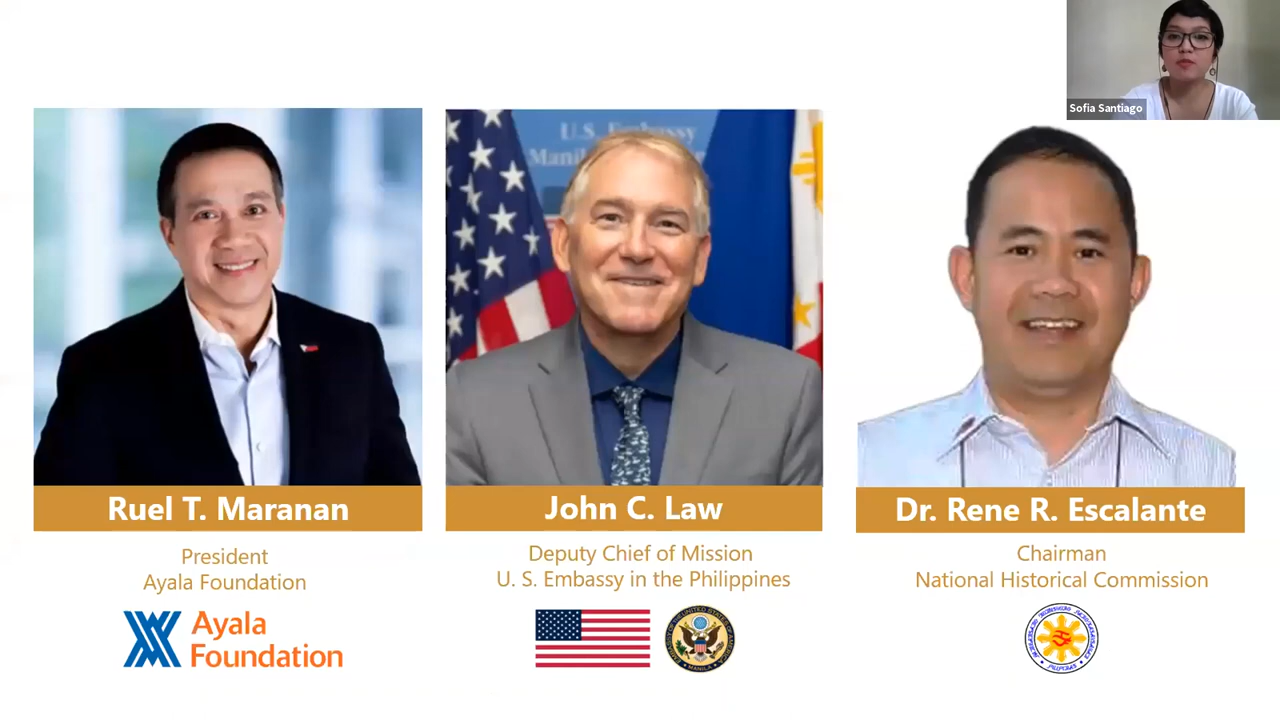 Sofia Santiago
U.S. Embassy
Ruel T. Maranan
John C. Law
Dr. Rene R. Escalante
President
Ayala Foundation
Deputy Chief of Mission
U. S. Embassy in the Philippines
Chairman
National Historical Commission
Ayala
Foundation